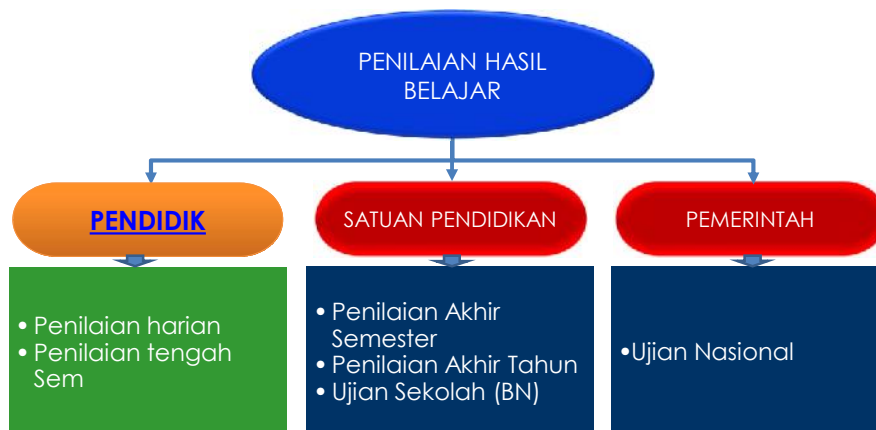 PENILAIAN HASIL
BELAJAR
PENDIDIK
SATUAN PENDIDIKAN
PEMERINTAH
• Penilaian harian
• Penilaian tengah
Sem
• Penilaian Akhir
Semester
• Penilaian Akhir Tahun
• Ujian Sekolah (BN)
•Ujian Nasional